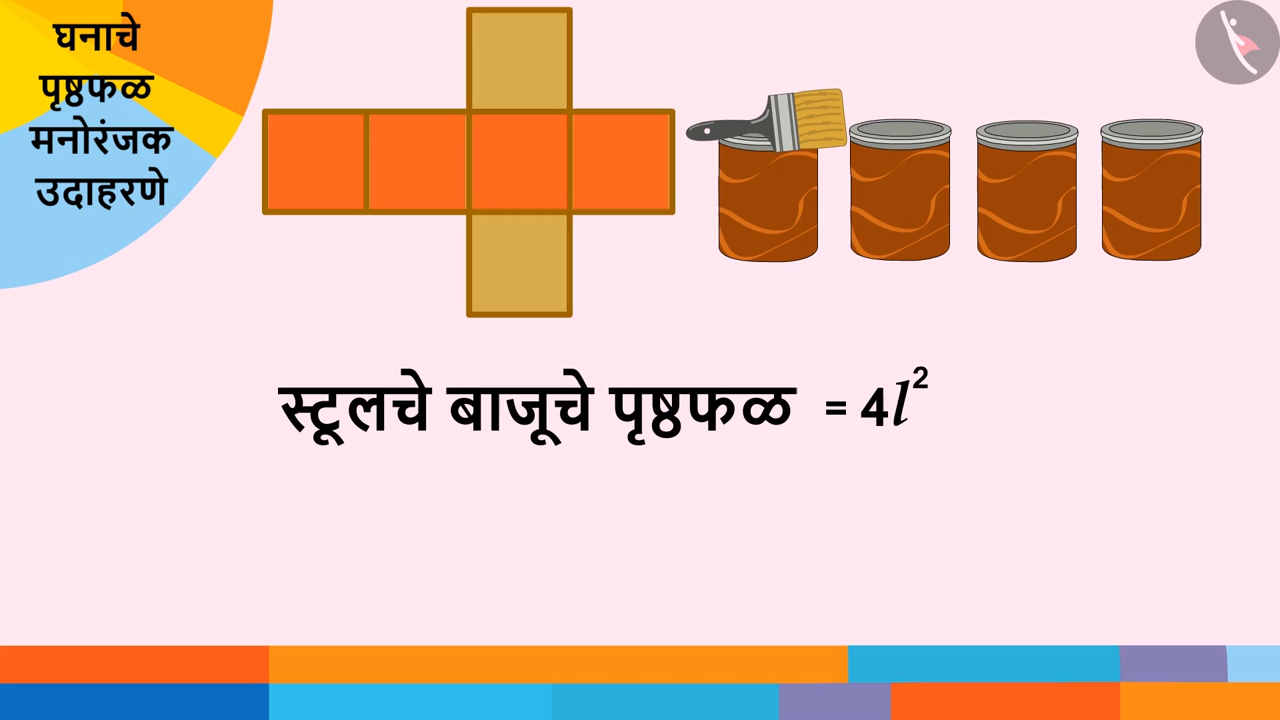 घनाचे
पृष्ठफळ
मनोरंजक
उदाहरणे
स्टूलचे बाजूचे पृष्ठफळ = 4l²